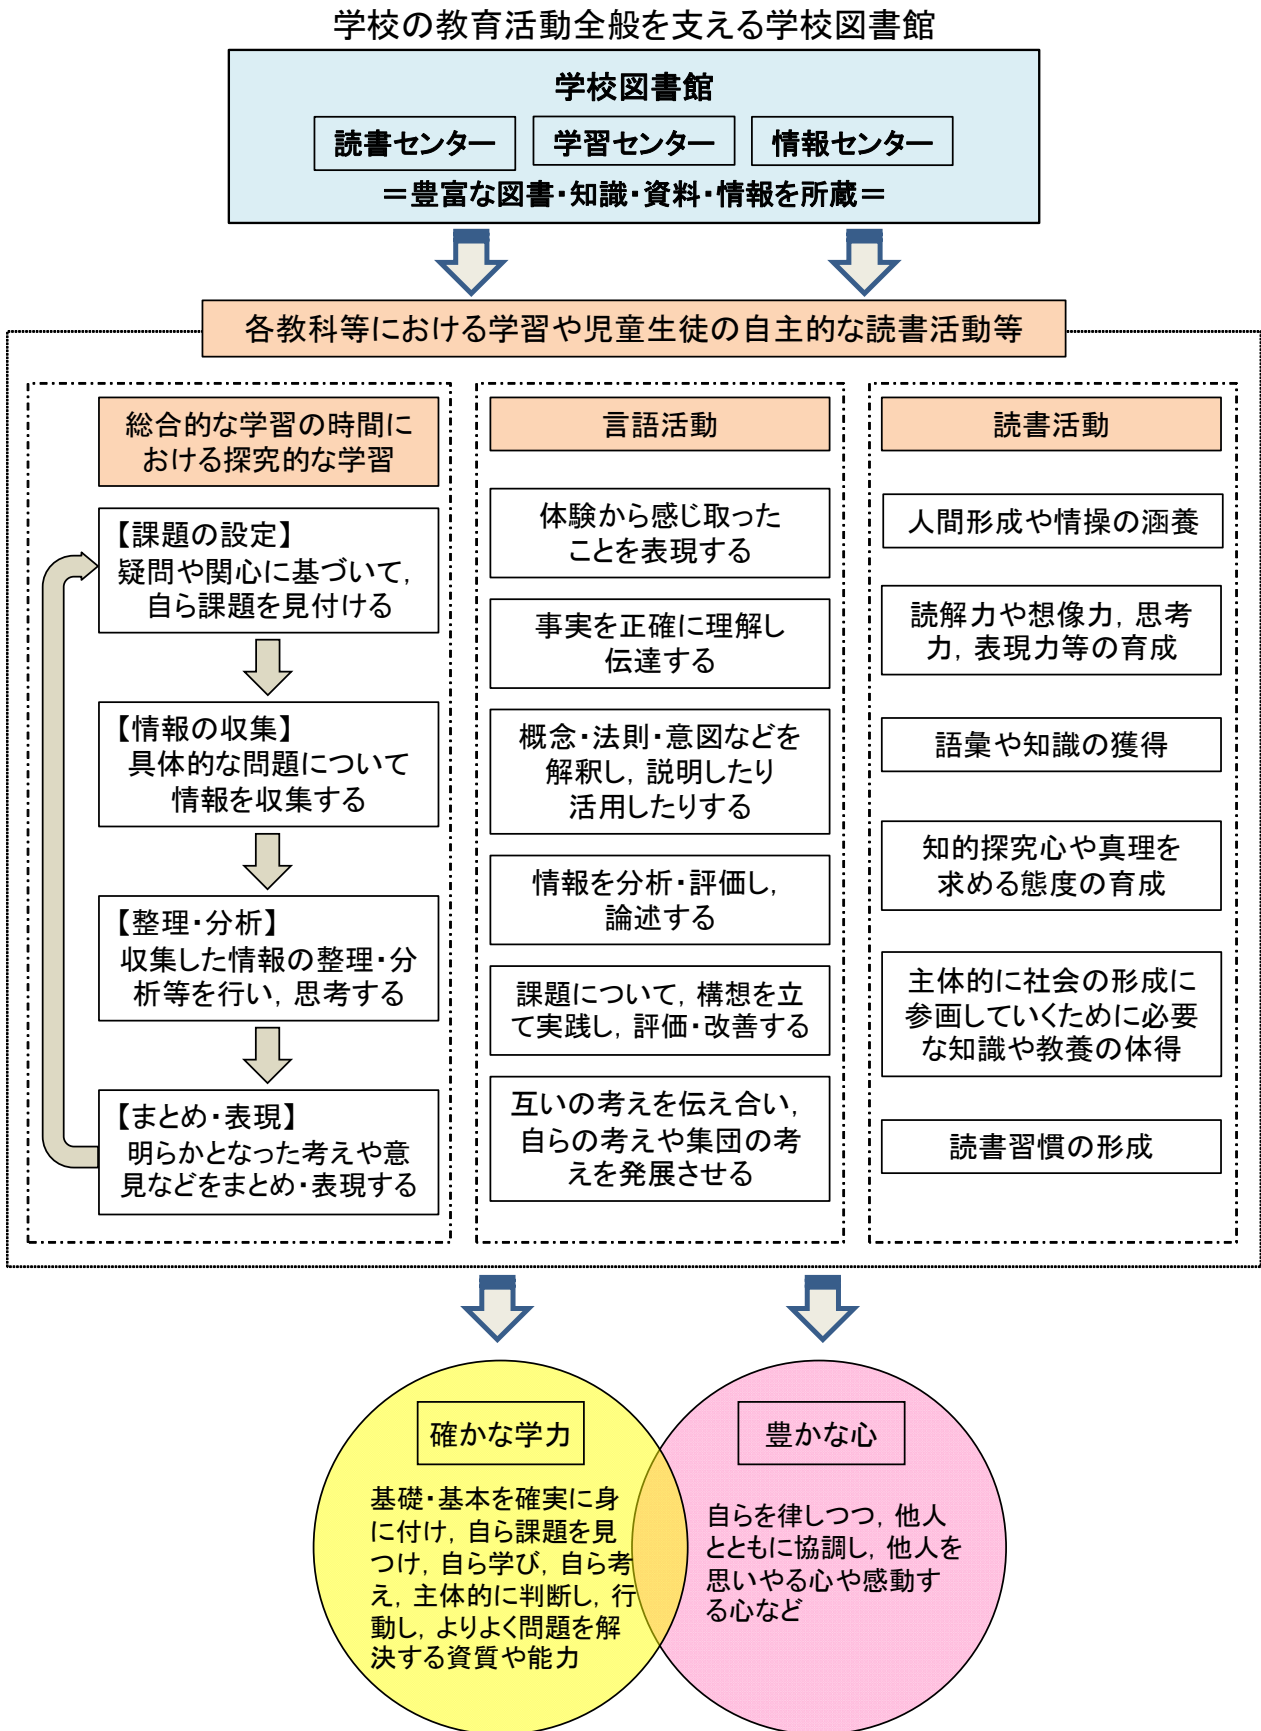 学校の教育活動全般を支える学校図書館
学校図書館
読書センター
学習センター
情報センター
＝豊富な図書・知識・資料・情報を所蔵＝
各教科等における学習や児童生徒の自主的な読書活動等
総合的な学習の時間に
おける探究的な学習
【課題の設定】
疑問や関心に基づいて，
自ら課題を見付ける
【情報の収集】
具体的な問題について
情報を収集する
【整理・分析】
収集した情報の整理・分
析等を行い，思考する
【まとめ・表現】
明らかとなった考えや意
見などをまとめ・表現する
言語活動
体験から感じ取った
ことを表現する
事実を正確に理解し
伝達する
概念・法則・意図などを
解釈し，説明したり
活用したりする
情報を分析・評価し，
論述する
課題について，構想を立
て実践し，評価・改善する
互いの考えを伝え合い，
自らの考えや集団の考
えを発展させる
読書活動
人間形成や情操の涵養
読解力や想像力，思考
力，表現力等の育成
語彙や知識の獲得
知的探究心や真理を
求める態度の育成
主体的に社会の形成に
参画していくために必要
な知識や教養の体得
読書習慣の形成
確かな学力
基礎・基本を確実に身
に付け，自ら課題を見
つけ，自ら学び，自ら考
え，主体的に判断し，行
動し，よりよく問題を解
決する資質や能力
豊かな心
自らを律しつつ，他人
とともに協調し，他人を
思いやる心や感動す
る心など